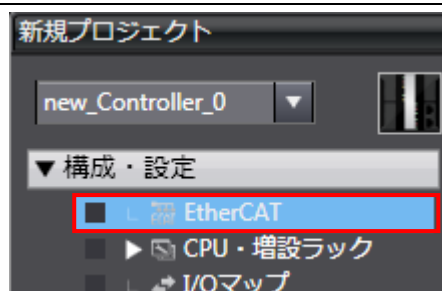 新規プロジェクト
new_Controller_0
▼構成・設定
EtherCAT
CPU・増設ラック
I/Oマップ